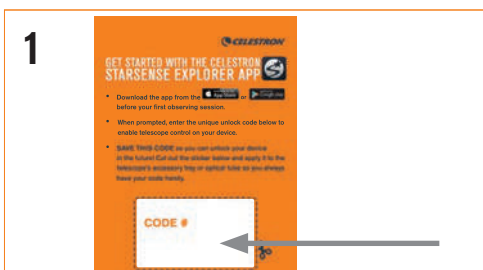 1
CELESTRON
GET STARTED WITH THE CELESTRON
STARSENSE EXPLORER APP
• Download the app from the App Store or Google play
before your first observing session.
• When prompted, enter the unique unlock code below to
enable telescope control on your device.
• SAVE THIS CODE so you can unlock your device
in the future! Cut out the sticker below and apply it to the
telescope's accessory tray or optical tube so you always
have your code handy.
CODE #